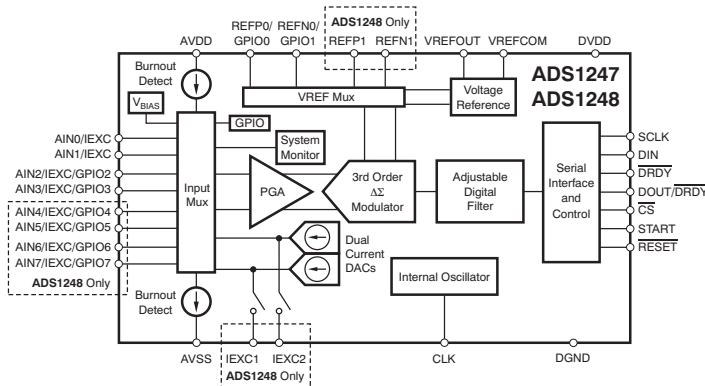 REFP0/
GPIO0
REFN0/
GPIO1
ADS1248 Only
REFP1
REFN1
AVDD
VREFOUT
VREFCOM
DVDD
Burnout
Detect
VREF Mux
Voltage
Reference
ADS1247
ADS1248
VBIAS
GPIO
System
Monitor
AIN0/IEXC
AIN1/IEXC
AIN2/IEXC/GPIO2
AIN3/IEXC/GPIO3
AIN4/IEXC/GPIO4
AIN5/IEXC/GPIO5
AIN6/IEXC/GPIO6
AIN7/IEXC/GPIO7
ADS1248 Only
Input
Mux
PGA
3rd Order
ΔΣ
Modulator
Adjustable
Digital
Filter
Serial
Interface
and
Control
SCLK
DIN
DRDY
DOUT/DRDY
CS
START
RESET
Dual
Current
DACs
Internal Oscillator
Burnout
Detect
AVSS
IEXC1
IEXC2
ADS1248 Only
CLK
DGND